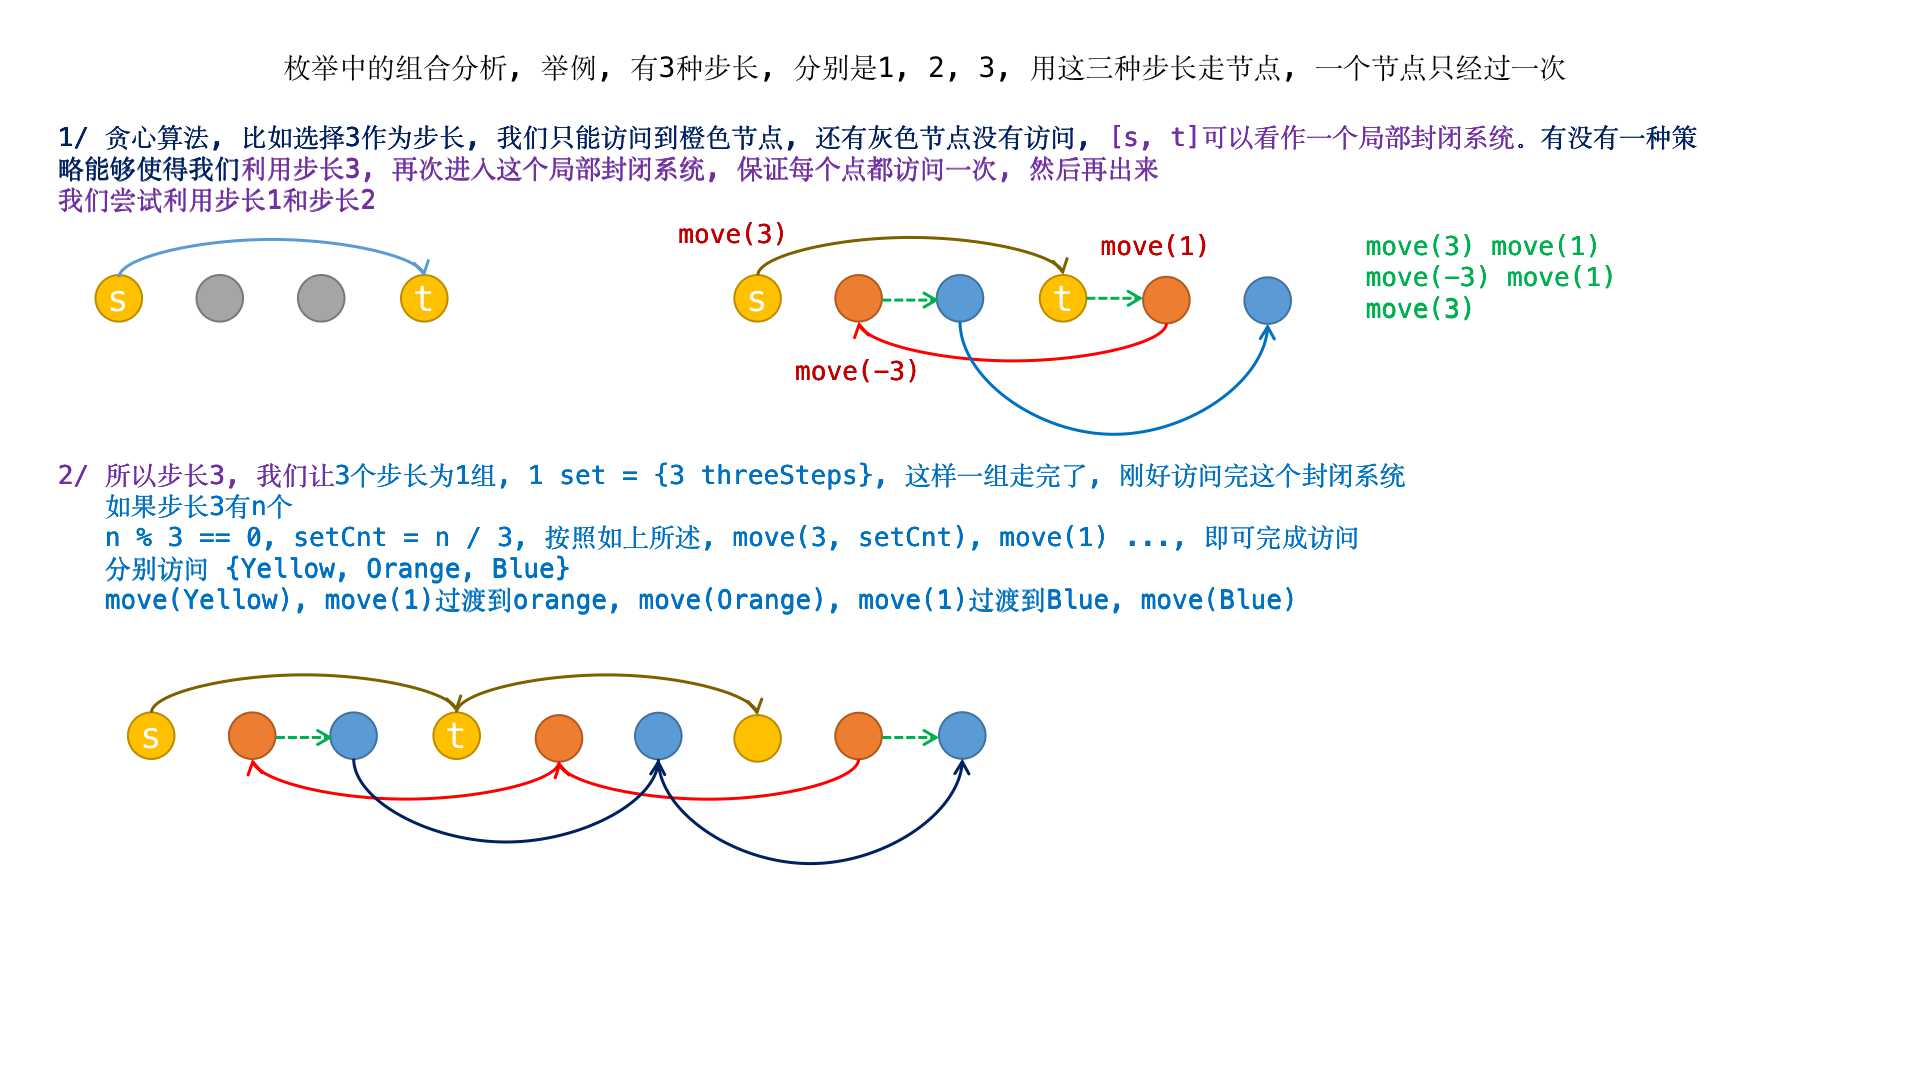 枚举中的组合分析, 举例, 有3种步长, 分别是1, 2, 3, 用这三种步长走节点, 一个节点只经过一次
1/ 贪心算法, 比如选择3作为步长, 我们只能访问到橙色节点, 还有灰色节点没有访问, [s, t]可以看作一个局部封闭系统。有没有一种策
略能够使得我们利用步长3, 再次进入这个局部封闭系统, 保证每个点都访问一次, 然后再出来
我们尝试利用步长1和步长2
move(3)
move(1)
move(3) move(1)
move(-3) move(1)
move(3)
s
t
s
t
move(-3)
2/ 所以步长3, 我们让3个步长为1组, 1 set = {3 threeSteps}, 这样一组走完了, 刚好访问完这个封闭系统
如果步长3有n个
n % 3 == 0, setCnt = n / 3, 按照如上所述, move(3, setCnt), move(1) ..., 即可完成访问
分别访问 {Yellow, Orange, Blue}
move(Yellow), move(1)过渡到orange, move(Orange), move(1)过渡到Blue, move(Blue)
s
t